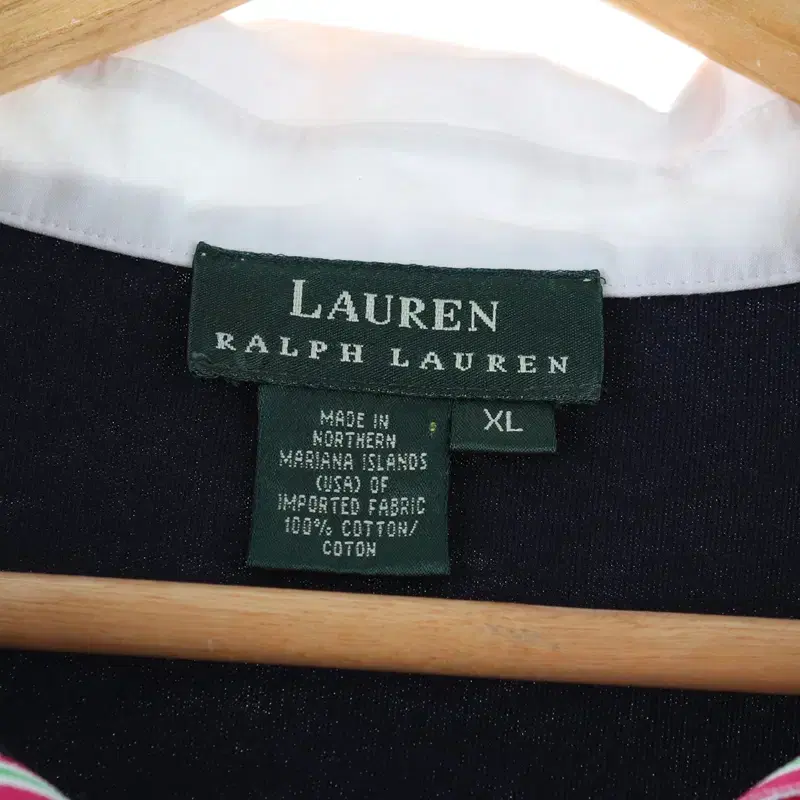 LAUREN
RALPH LAUREN
XL
MADE IN
NORTHERN
MARIANA ISLANDS
(USA) OF
IMPORTED FABRIC
100% COTTON/
COTON